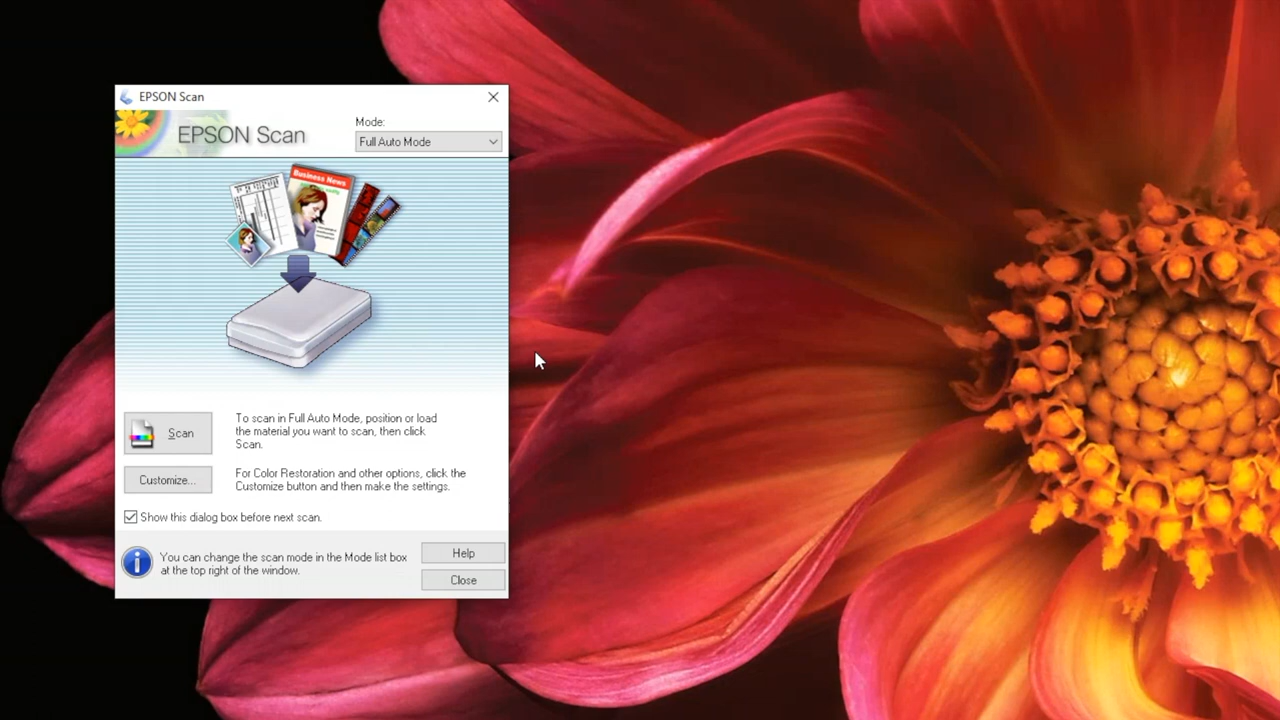 EPSON Scan
EPSON Scan
Mode:
Full Auto Mode
Business News
Scan
To scan in Full Auto Mode, position or load
the material you want to scan, then click
Scan.
Customize...
For Color Restoration and other options, click the
Customize button and then make the settings.
Show this dialog box before next scan.
You can change the scan mode in the Mode list box
at the top right of the window.
Help
Close